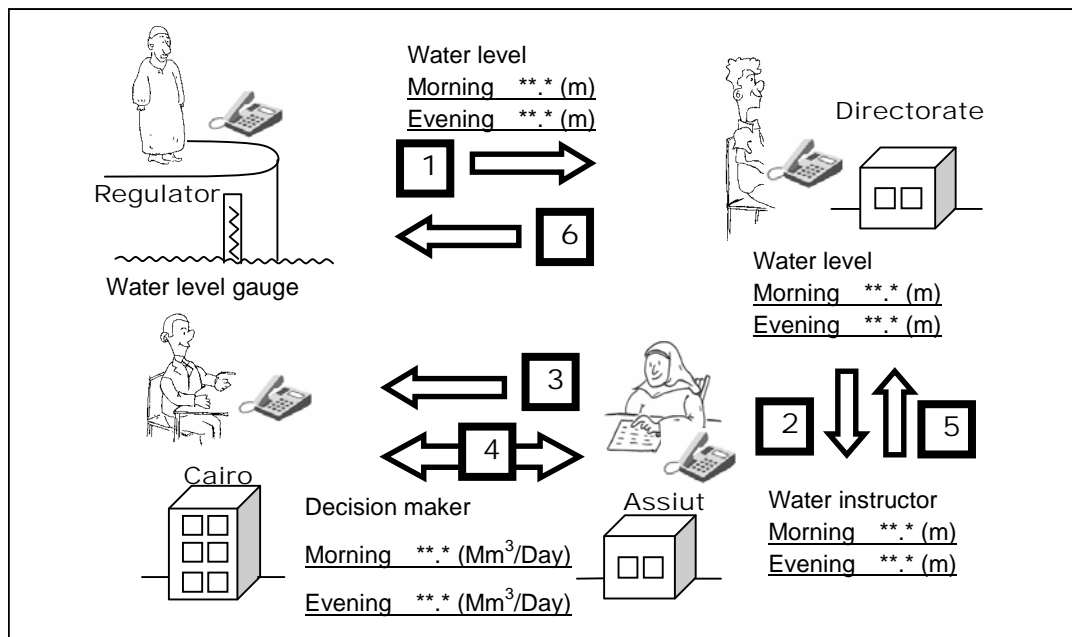 Water level
Morning **.* (m)
Evening **.* (m)
Directorate
1
Regulator
6
Water level gauge
Water level
Morning **.* (m)
Evening **.* (m)
3
2
5
4
Cairo
Decision maker
Assiut
Water instructor
Morning **.* (Mm³/Day)
Morning **.* (m)
Evening **.* (m)
Evening **.* (Mm³/Day)